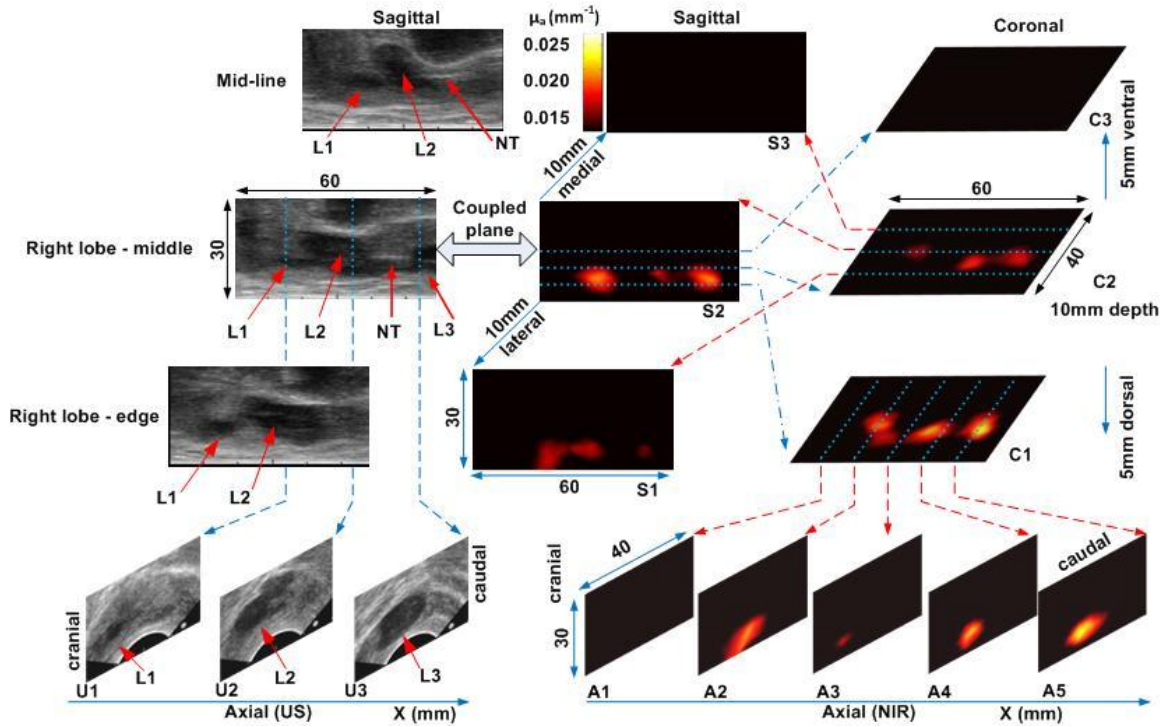 Sagittal
μa (mm-1)
Sagittal
Coronal
Mid-line
0.025
0.020
0.015
L1
L2
NT
S3
C3
10mm
medial
5mm ventral
60
30
Right lobe - middle
Coupled
plane
60
40
L1
L2
NT
L3
S2
C2
10mm depth
10mm
lateral
Right lobe - edge
30
5mm dorsal
L1
L2
60
S1
C1
cranial
caudal
cranial
40
caudal
30
L1
L2
L3
U1
U2
U3
A1
A2
A3
A4
A5
Axial (US)
X (mm)
Axial (NIR)
X (mm)